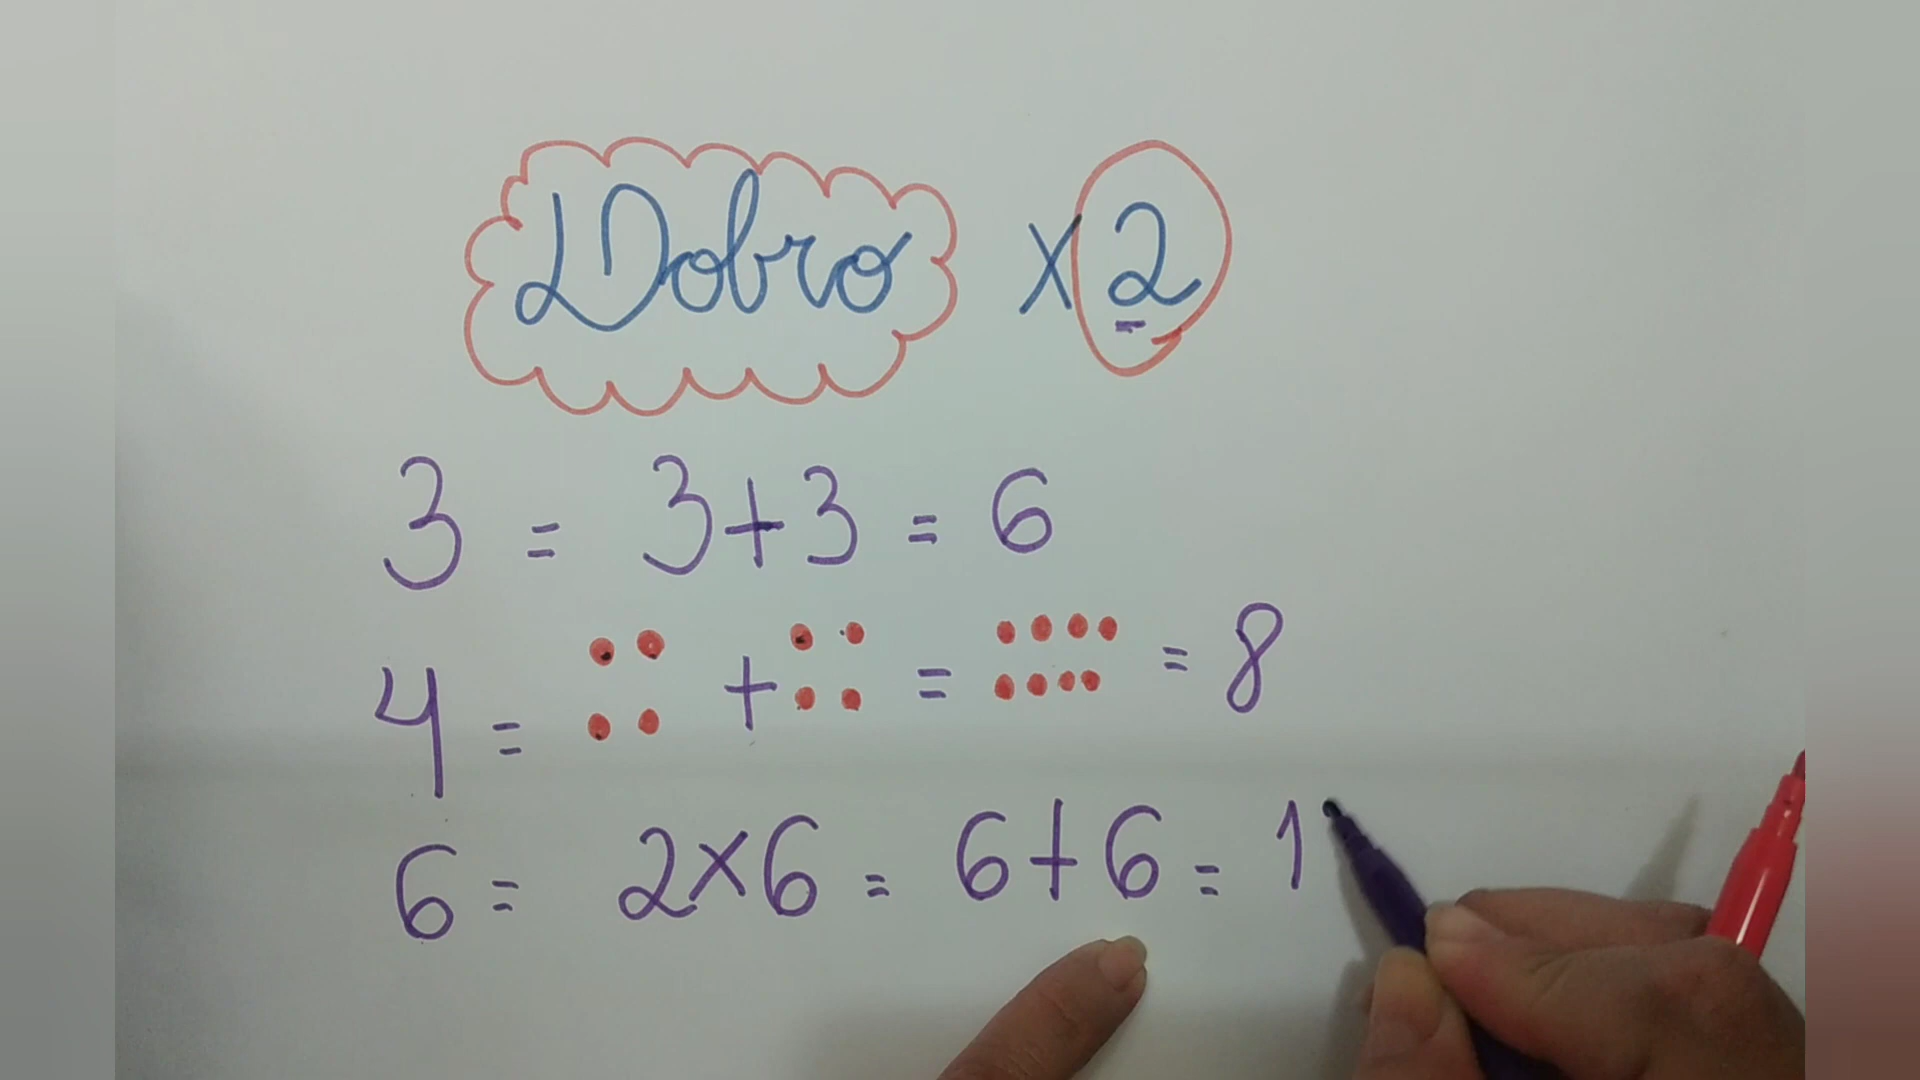 Dobro x2
3 = 3+3 = 6
4 = + = = 8
6 = 2x6 = 6+6 = 1